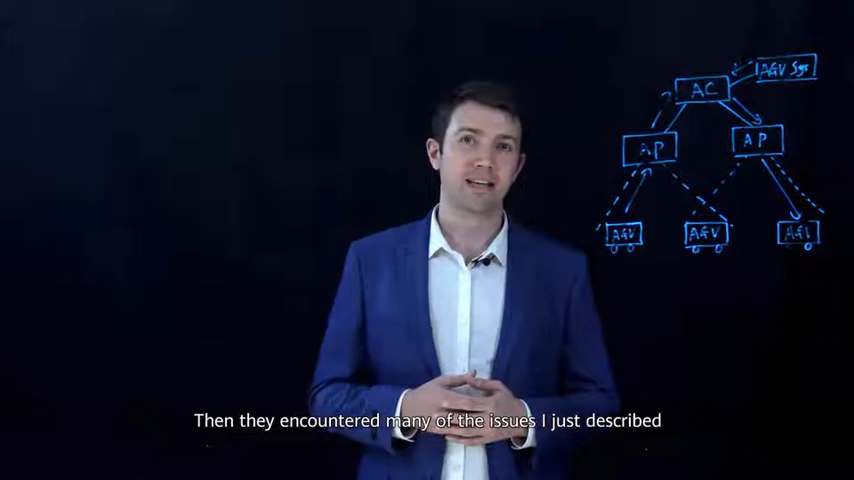 AGV Sys
AC
AP
AP
AGV
AGV
AGV
Then they encountered many of the issues I just described